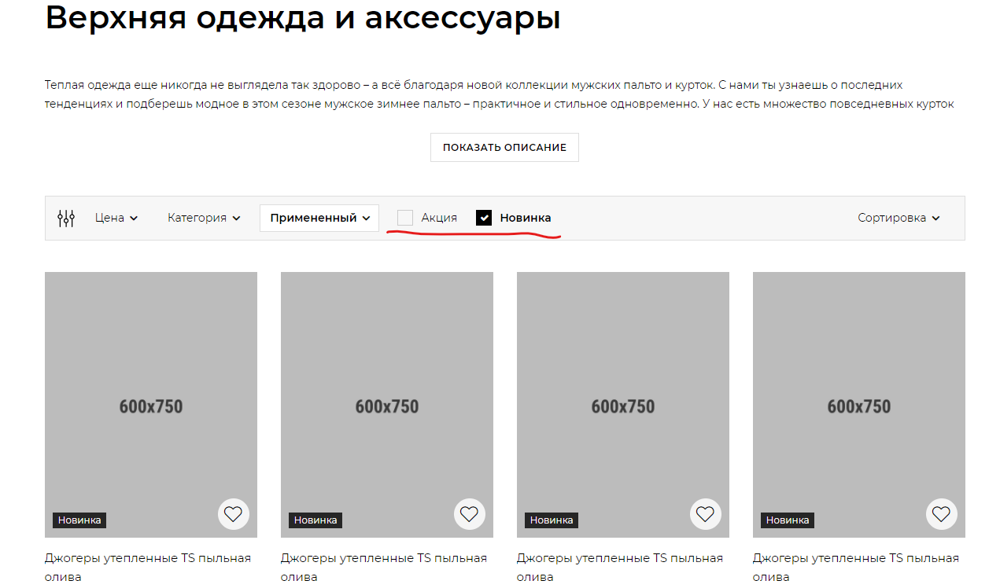 Верхняя одежда и аксессуары
Теплая одежда еще никогда не выглядела так здорово – а всё благодаря новой коллекции мужских пальто и курток. С нами ты узнаешь о последних
тенденциях и подберешь модное в этом сезоне мужское зимнее пальто – практичное и стильное одновременно. У нас есть множество повседневных курток
ПОКАЗАТЬ ОПИСАНИЕ
Цена Категория Примененный Акция Новинка Сортировка
600x750 600x750 600x750 600x750
Новинка Новинка Новинка Новинка
Джогеры утепленные TS пыльная Джогеры утепленные TS пыльная Джогеры утепленные TS пыльная Джогеры утепленные TS пыльная
олива олива олива олива